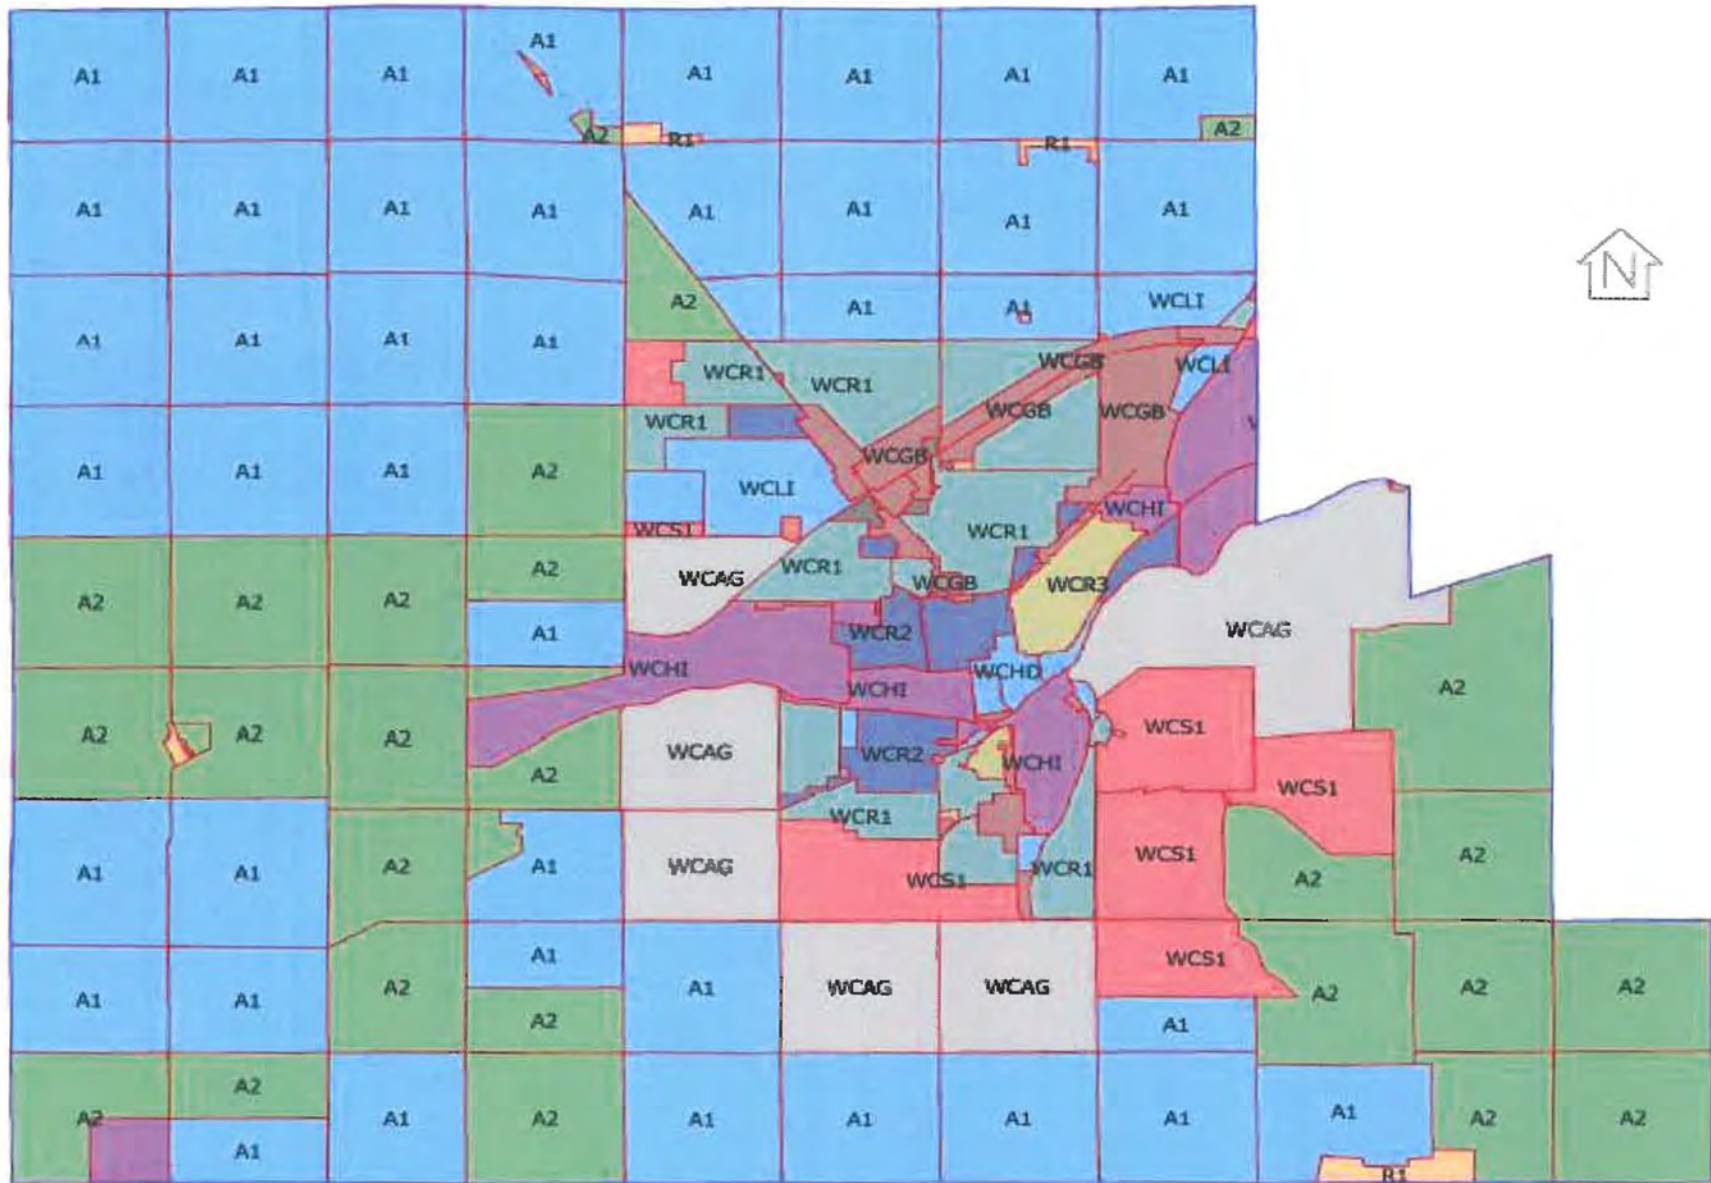 A1
A1 A1 A1 A1 A1 A1 A1
A2 R1 R1 A2
A1 A1 A1 A1 A1 A1 A1 A1
N
A2 A1 A1 WCLI
A1 A1 A1 A1
WCR1 WCR1 WCGB WCLI
WCR1 WCGB WCGB
A1 A1 A1 A2 WCGB
WCLI WCHI
WCS1 WCR1
A2 WCAG WCR1 WCGB WCR3
A2 A2 A2
A1 WCR2 WCAG
WCHI WCHI WCHD
A2 A2 A2 WCS1 A2
A2 WCAG WCR2 WCHI WCS1
WCR1
A1 A1 A2 A1 WCAG WCS1 WCR1 WCS1 A2 A2
A1 WCS1
A1 A1 A2 A1 WCAG WCAG A2 A2 A2
A2 A1
A2
A2 A1 A2 A1 A1 A1 A1 A1 A2 A2
A1
R1